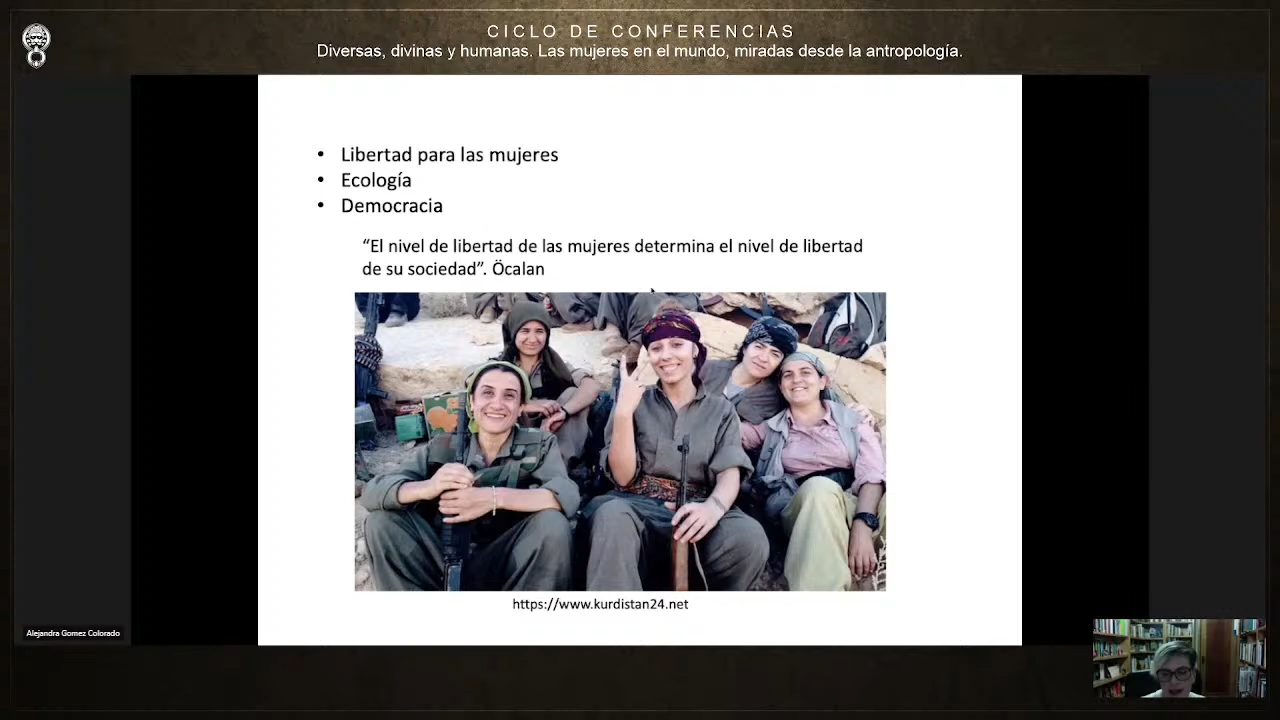 CICLO DE CONFERENCIAS
Diversas, divinas y humanas. Las mujeres en el mundo, miradas desde la antropología.
• Libertad para las mujeres
• Ecología
• Democracia
“El nivel de libertad de las mujeres determina el nivel de libertad
de su sociedad”. Öcalan
https://www.kurdistan24.net
Alejandra Gomez Colorado